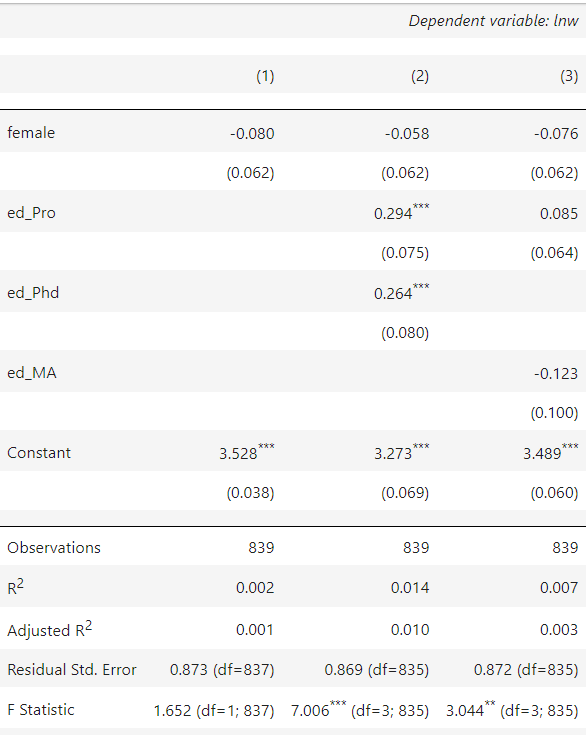 Dependent variable: lnw
(1) (2) (3)
female -0.080 -0.058 -0.076
(0.062) (0.062) (0.062)
ed_Pro 0.294*** 0.085
(0.075) (0.064)
ed_Phd 0.264***
(0.080)
ed_MA -0.123
(0.100)
Constant 3.528*** 3.273*** 3.489***
(0.038) (0.069) (0.060)
Observations 839 839 839
R2 0.002 0.014 0.007
Adjusted R2 0.001 0.010 0.003
Residual Std. Error 0.873 (df=837) 0.869 (df=835) 0.872 (df=835)
F Statistic 1.652 (df=1; 837) 7.006*** (df=3; 835) 3.044** (df=3; 835)